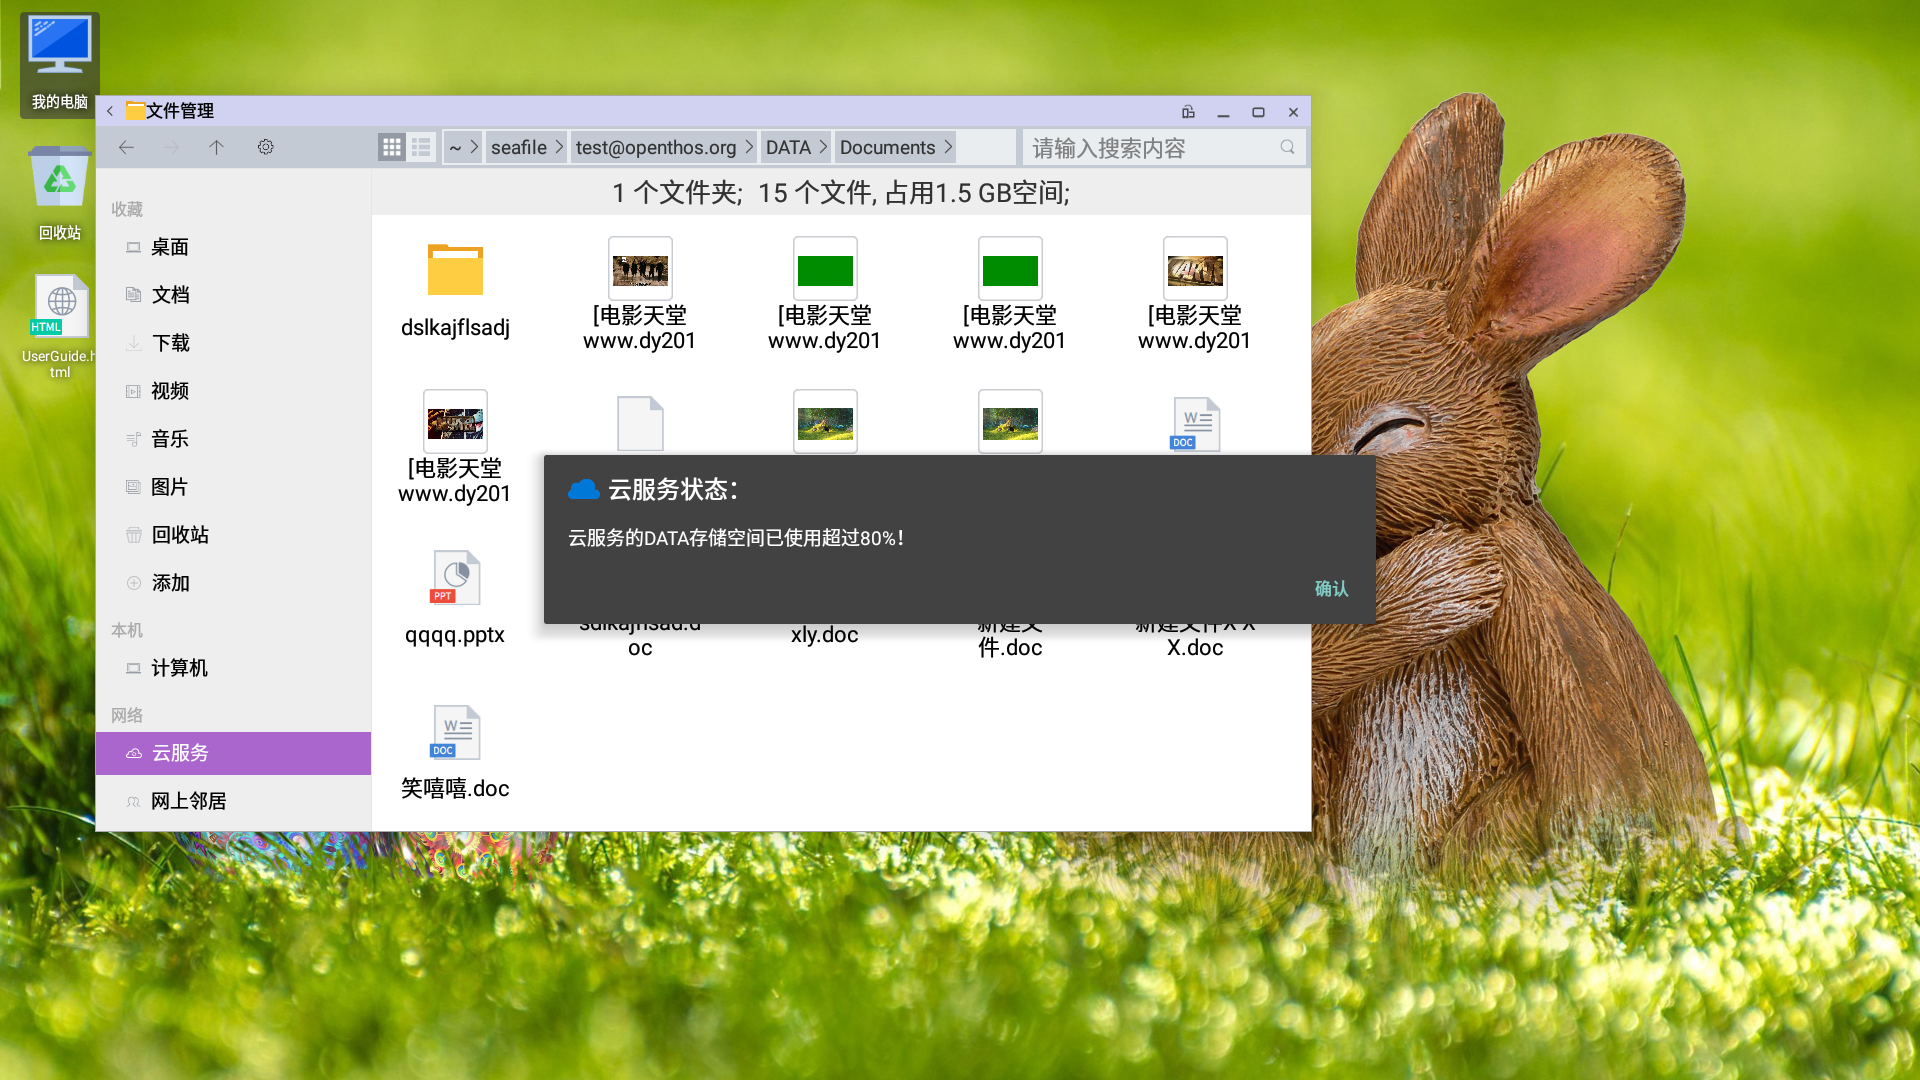 我的电脑
回收站
HTML
UserGuide.h
tml
文件管理
~
seafile
test@openthos.org
DATA
Documents
请输入搜索内容
1 个文件夹; 15 个文件, 占用1.5 GB空间;
收藏
桌面
文档
下载
视频
音乐
图片
回收站
添加
本机
计算机
网络
云服务
网上邻居
dslkajflsadj
[电影天堂
www.dy201
[电影天堂
www.dy201
[电影天堂
www.dy201
[电影天堂
www.dy201
[电影天堂
www.dy201
W
DOC
云服务状态：
云服务的DATA存储空间已使用超过80%！
确认
PPT
qqqq.pptx
sdlkajflsad.d
oc
xly.doc
新建文
件.doc
新建文件X X
X.doc
W
DOC
笑嘻嘻.doc